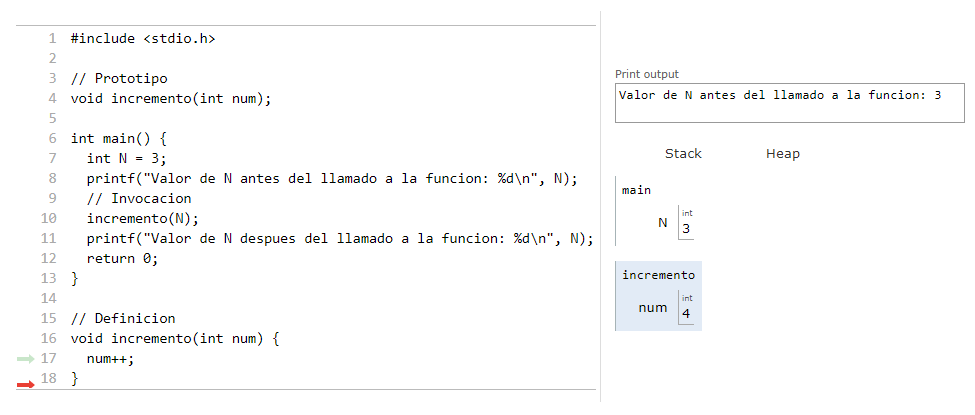 1 #include <stdio.h>
2
3 // Prototipo
4 void incremento(int num);
5
6 int main() {
7   int N = 3;
8   printf("Valor de N antes del llamado a la funcion: %d\n", N);
9   // Invocacion
10   incremento(N);
11   printf("Valor de N despues del llamado a la funcion: %d\n", N);
12   return 0;
13 }
14
15 // Definicion
16 void incremento(int num) {
17   num++;
18 }
Print output
Valor de N antes del llamado a la funcion: 3
Stack Heap
main
int
N 3
incremento
int
num 4